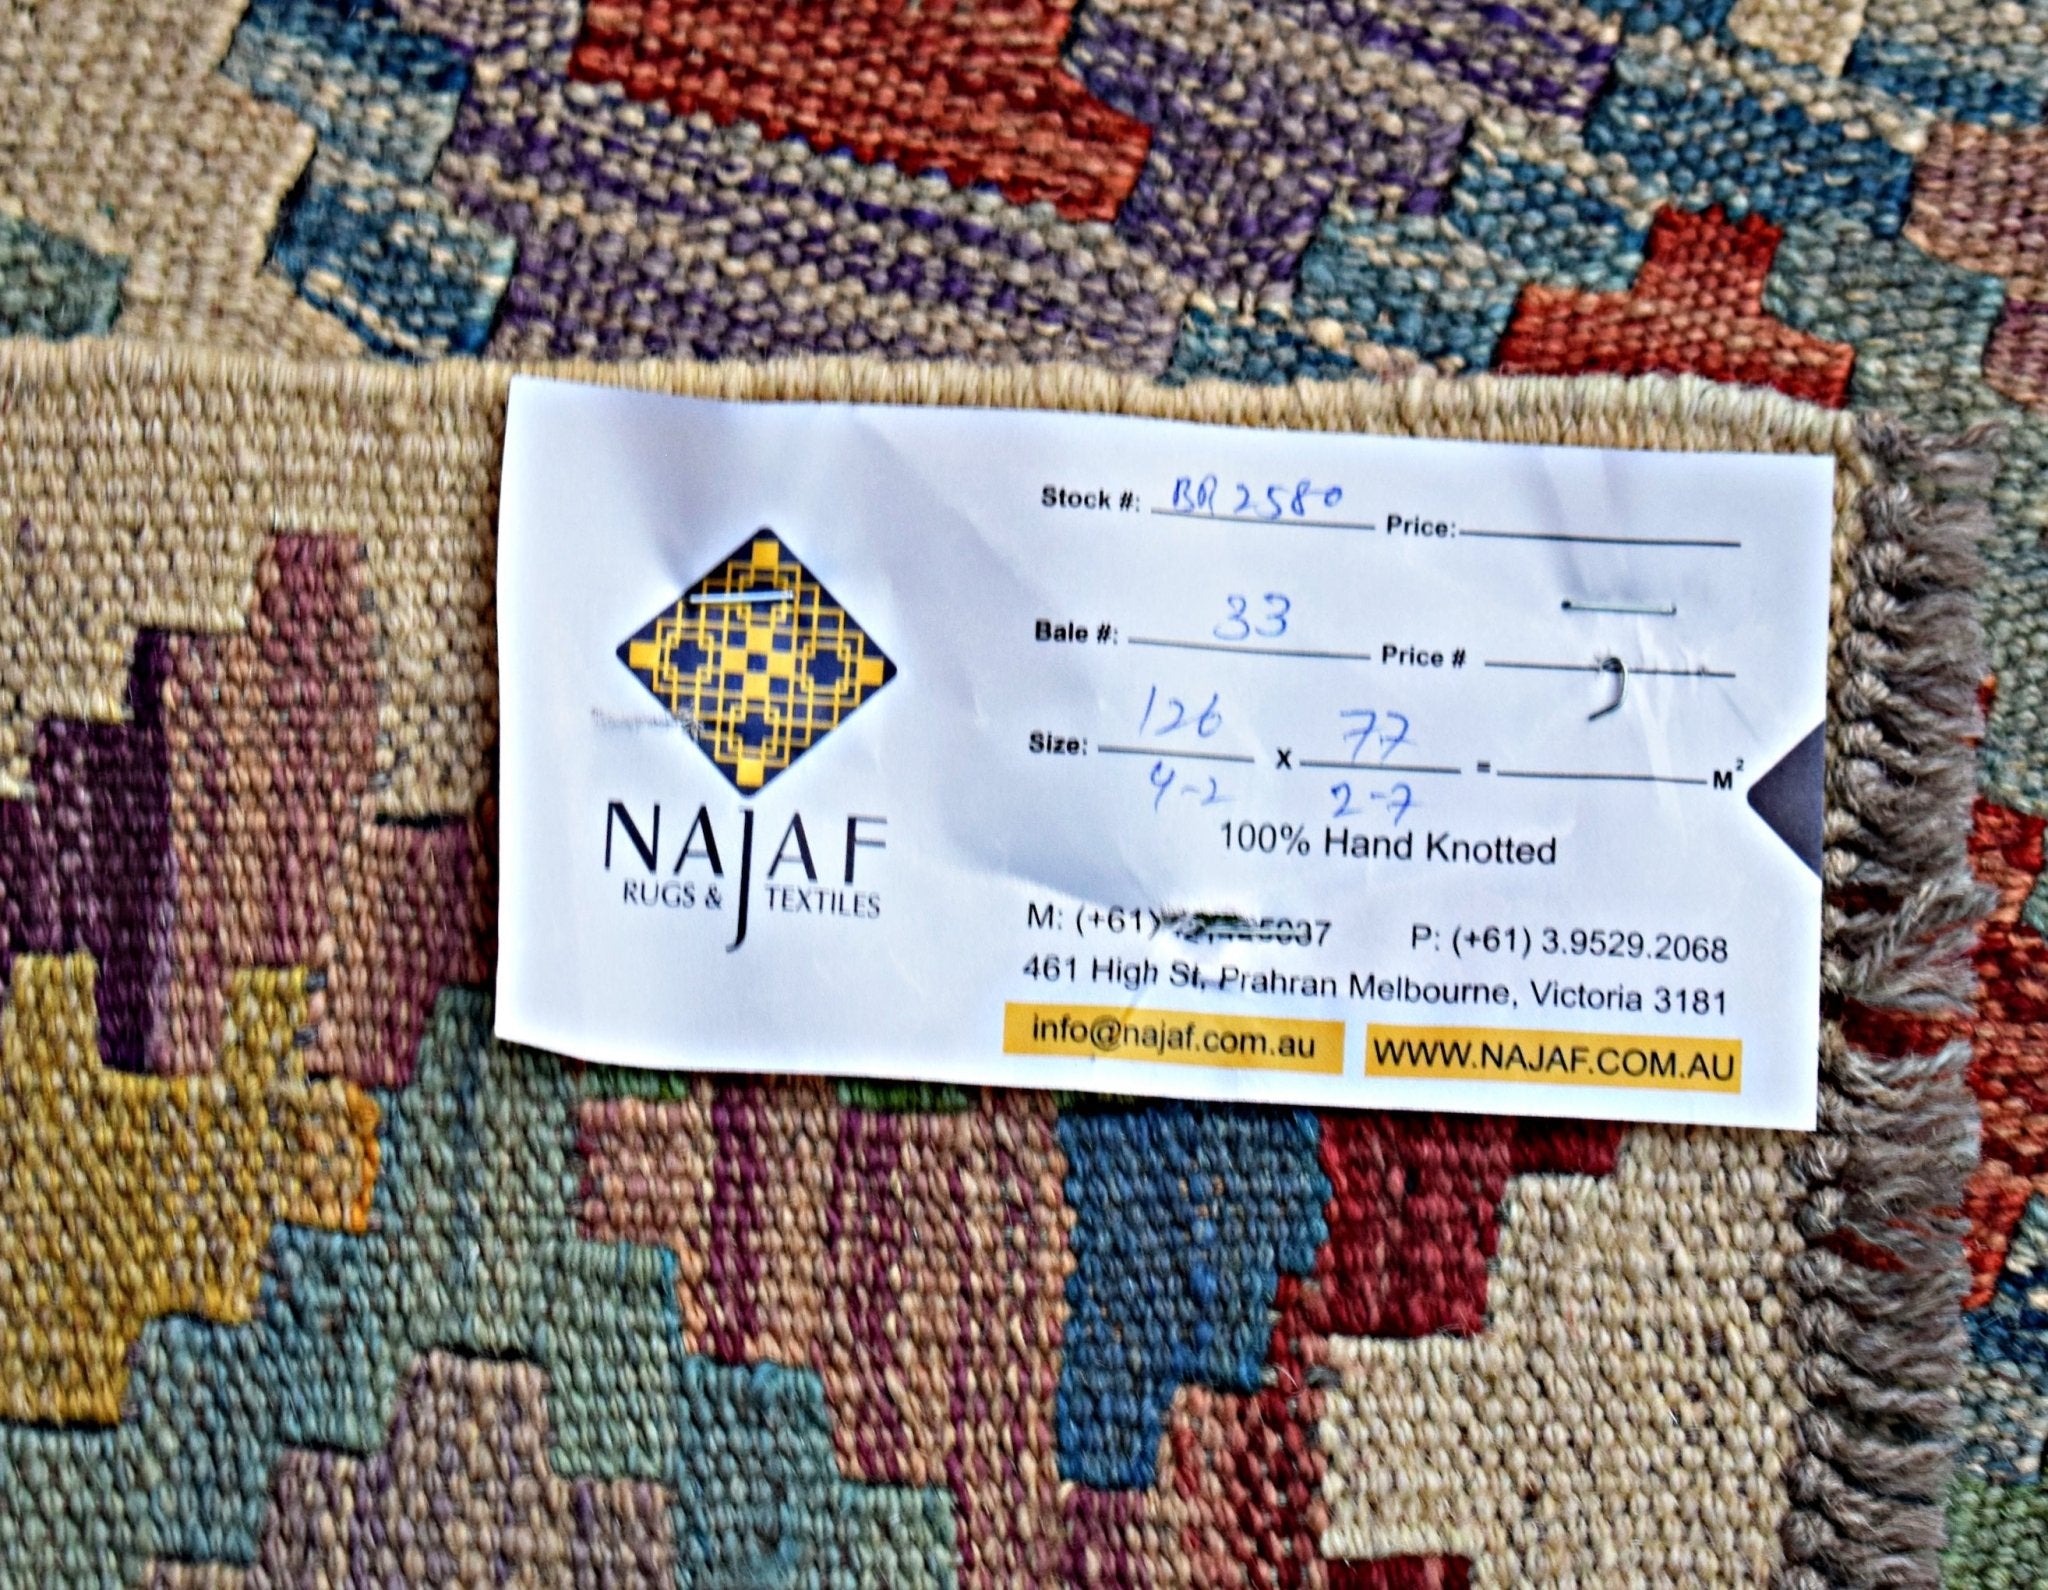 NAJAF
RUGS & TEXTILES
Stock #: BR 2580 Price:
Bale #: 33 Price #
Size: 126 X 77 = M²
4-2 2-7
100% Hand Knotted
M: (+61) P: (+61) 3.9529.2068
461 High St, Prahran Melbourne, Victoria 3181
info@najaf.com.au WWW.NAJAF.COM.AU